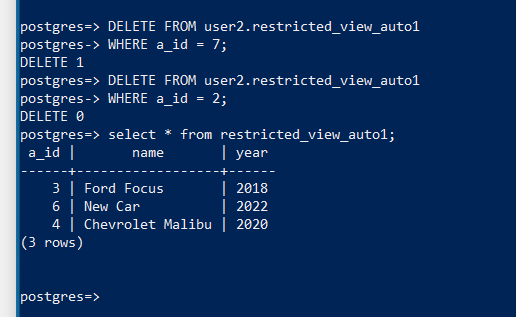 postgres=> DELETE FROM user2.restricted_view_auto1
postgres-> WHERE a_id = 7;
DELETE 1
postgres=> DELETE FROM user2.restricted_view_auto1
postgres-> WHERE a_id = 2;
DELETE 0
postgres=> select * from restricted_view_auto1;
 a_id |       name       | year
------+------------------+------
    3 | Ford Focus       | 2018
    6 | New Car          | 2022
    4 | Chevrolet Malibu | 2020
(3 rows)
postgres=>